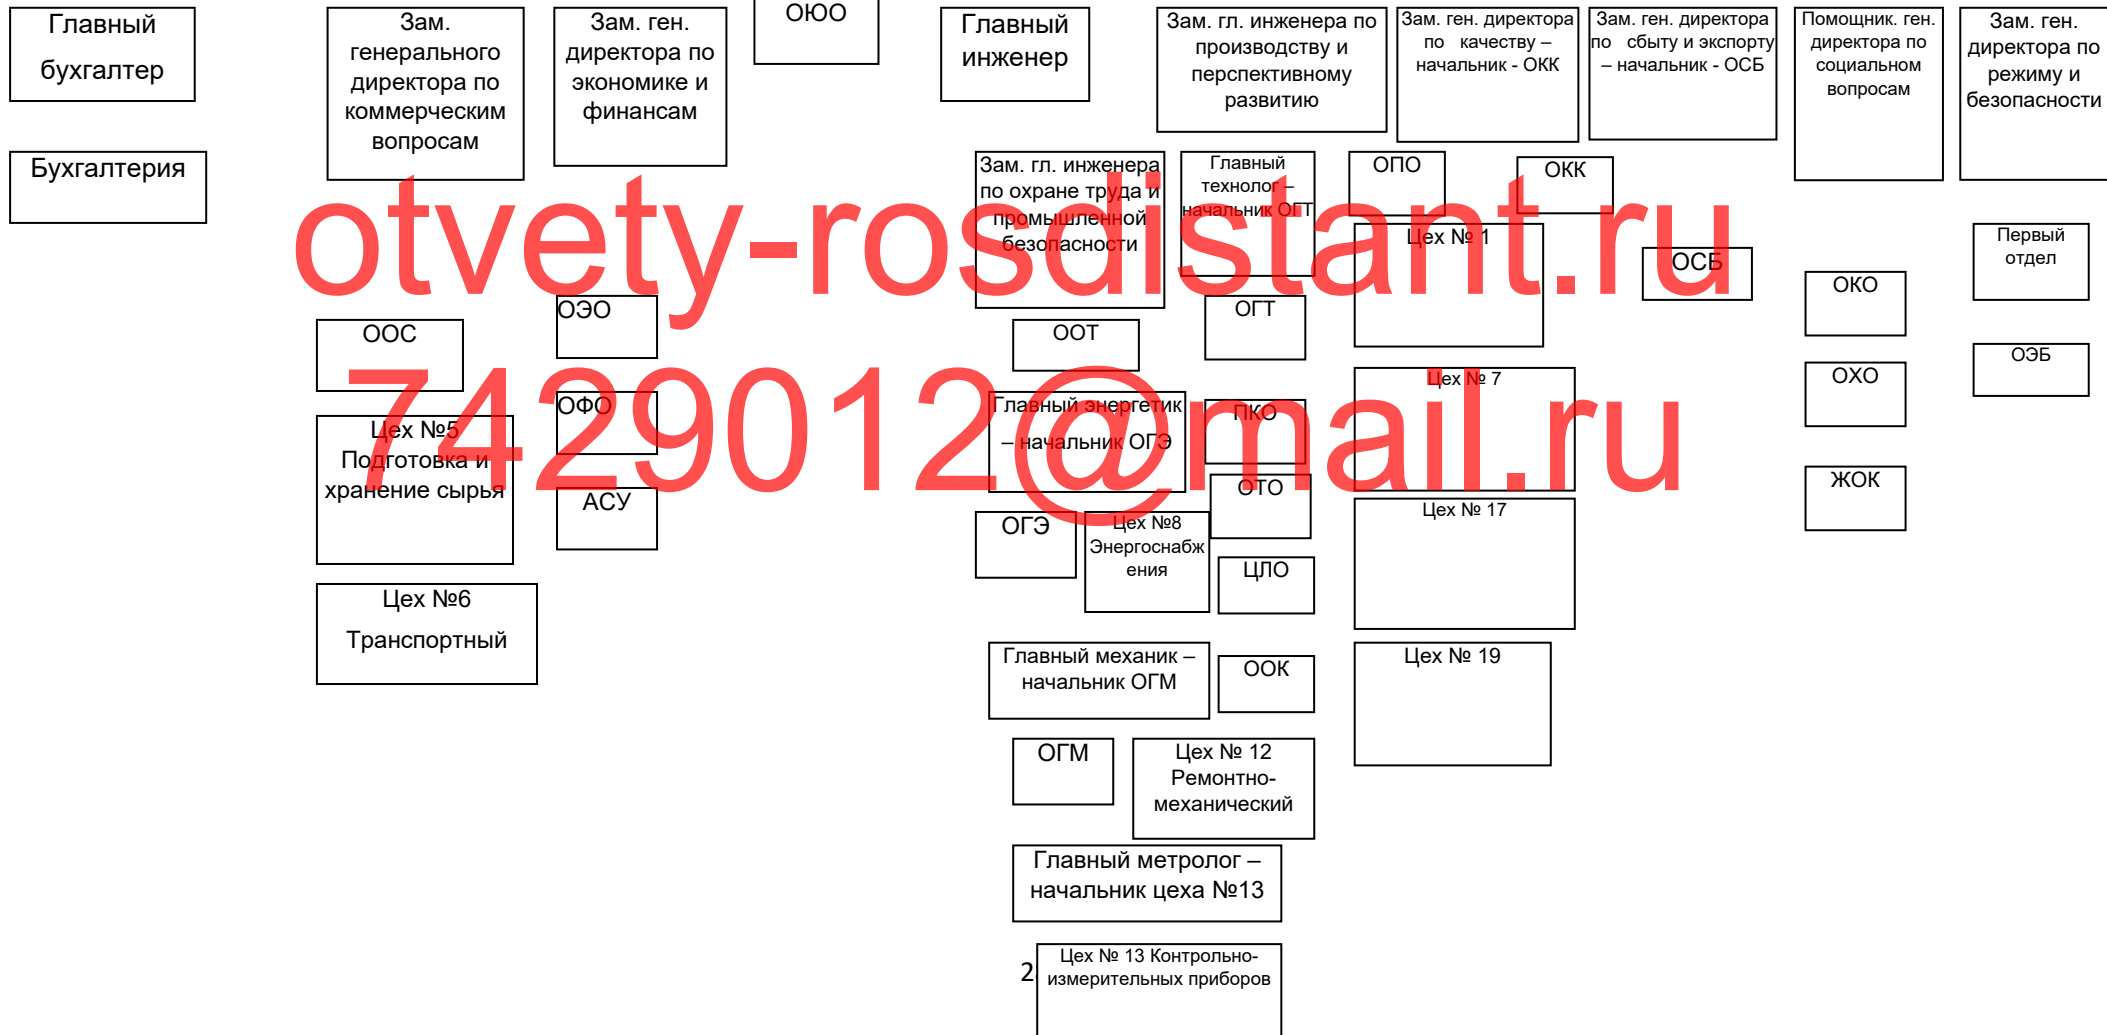 Главный
бухгалтер
Зам.
генерального
директора по
коммерческим
вопросам
Зам. ген.
директора по
экономике и
финансам
ОЮО
Главный
инженер
Зам. гл. инженера по
производству и
перспективному
развитию
Зам. ген. директора
по качеству –
начальник - ОКК
Зам. ген. директора
по сбыту и экспорту
– начальник - ОСБ
Помощник. ген.
директора по
социальном
вопросам
Зам. ген.
директора по
режиму и
безопасности
Бухгалтерия
Зам. гл. инженера
по охране труда и
промышленной
безопасности
Главный
технолог –
начальник ОГТ
ОПО
ОКК
otvety-rosdistant.ru
Цех № 1
ОСБ
Первый
отдел
ОКО
ООС
ОЭО
ООТ
ОГТ
ОЭБ
7429012@mail.ru
Цех № 7
ОХО
Цех №5
Подготовка и
хранение сырья
ОФО
Главный энергетик
– начальник ОГЭ
ПКО
ЖОК
АСУ
ОТО
Цех № 17
ОГЭ
Цех №8
Энергоснабж
ения
ЦЛО
Цех №6
Транспортный
Главный механик –
начальник ОГМ
ООК
Цех № 19
ОГМ
Цех № 12
Ремонтно-
механический
Главный метролог –
начальник цеха №13
2
Цех № 13 Контрольно-
измерительных приборов